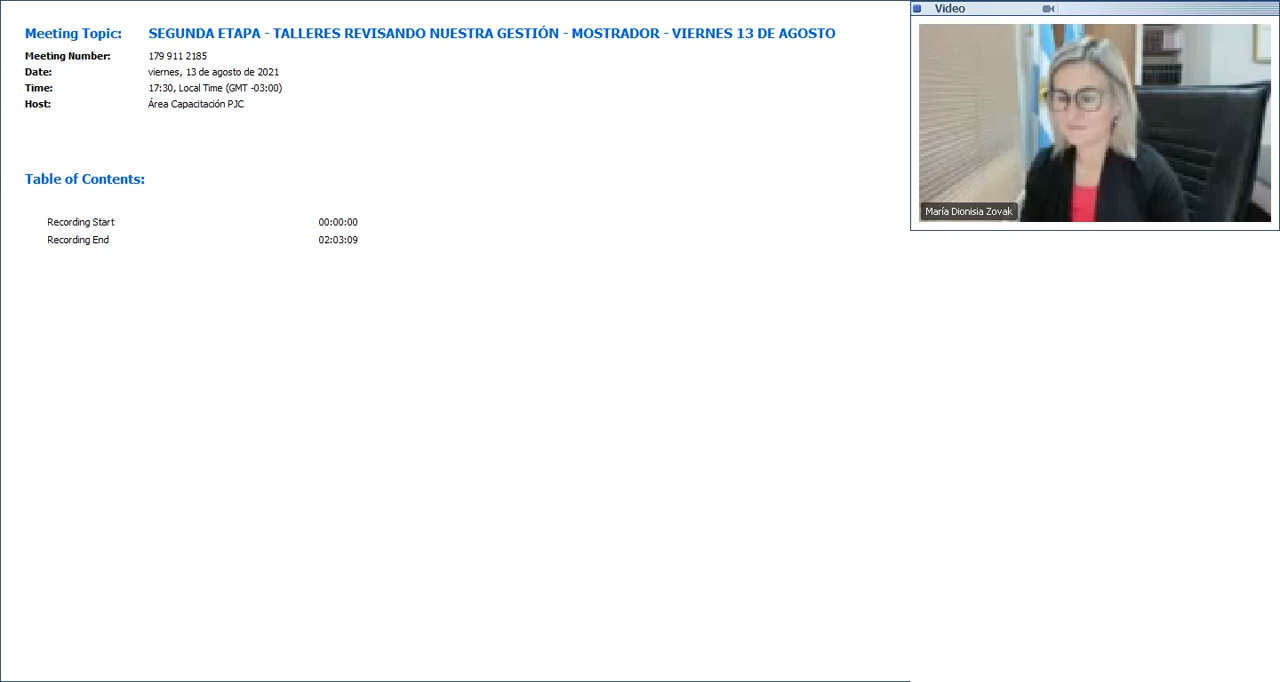 Meeting Topic: SEGUNDA ETAPA - TALLERES REVISANDO NUESTRA GESTIÓN - MOSTRADOR - VIERNES 13 DE AGOSTO
Meeting Number: 179 911 2185
Date: viernes, 13 de agosto de 2021
Time: 17:30, Local Time (GMT -03:00)
Host: Área Capacitación PJC
Table of Contents:
Recording Start 00:00:00
Recording End 02:03:09
Video
María Dionisia Zovak